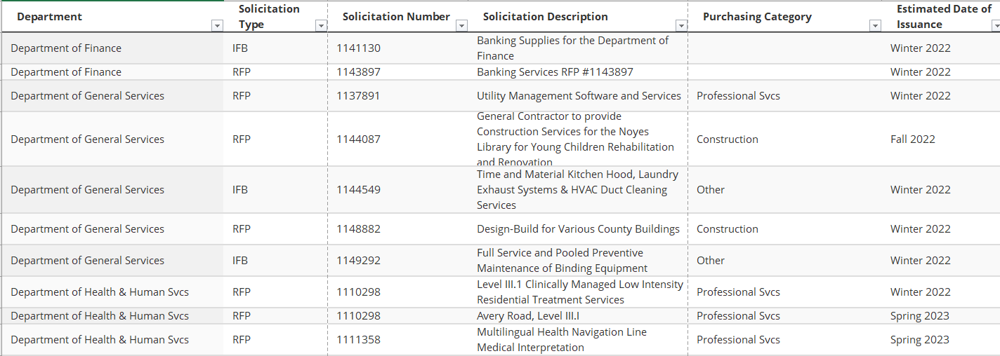 Department Solicitation Type Solicitation Number Solicitation Description Purchasing Category Estimated Date of Issuance
Department of Finance IFB 1141130 Banking Supplies for the Department of Finance Winter 2022
Department of Finance RFP 1143897 Banking Services RFP #1143897 Winter 2022
Department of General Services RFP 1137891 Utility Management Software and Services Professional Svcs Winter 2022
Department of General Services RFP 1144087 General Contractor to provide Construction Services for the Noyes Library for Young Children Rehabilitation and Renovation Construction Fall 2022
Department of General Services IFB 1144549 Time and Material Kitchen Hood, Laundry Exhaust Systems & HVAC Duct Cleaning Services Other Winter 2022
Department of General Services RFP 1148882 Design-Build for Various County Buildings Construction Winter 2022
Department of General Services IFB 1149292 Full Service and Pooled Preventive Maintenance of Binding Equipment Other Winter 2022
Department of Health & Human Svcs RFP 1110298 Level III.1 Clinically Managed Low Intensity Residential Treatment Services Professional Svcs Winter 2022
Department of Health & Human Svcs RFP 1110298 Avery Road, Level III.I Professional Svcs Spring 2023
Department of Health & Human Svcs RFP 1111358 Multilingual Health Navigation Line Medical Interpretation Professional Svcs Spring 2023